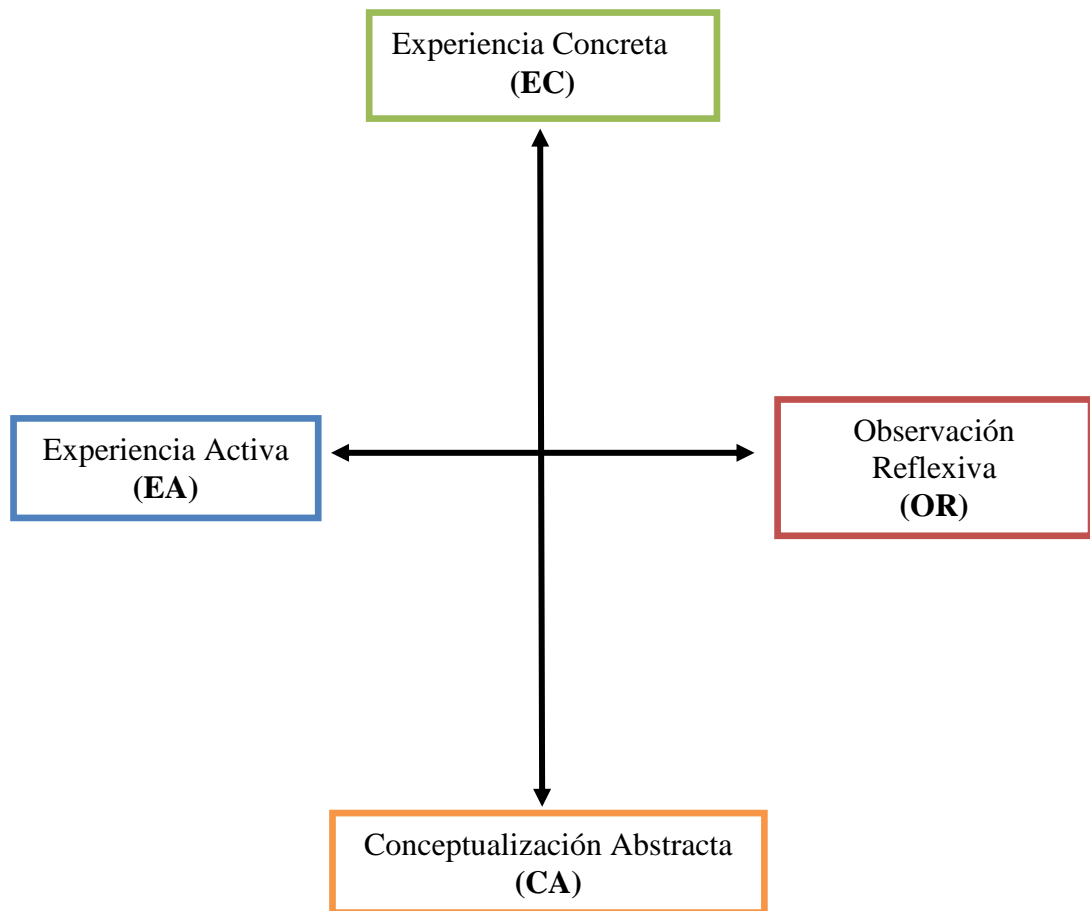 Experiencia Concreta
(EC)
Experiencia Activa
(EA)
Observación
Reflexiva
(OR)
Conceptualización Abstracta
(CA)